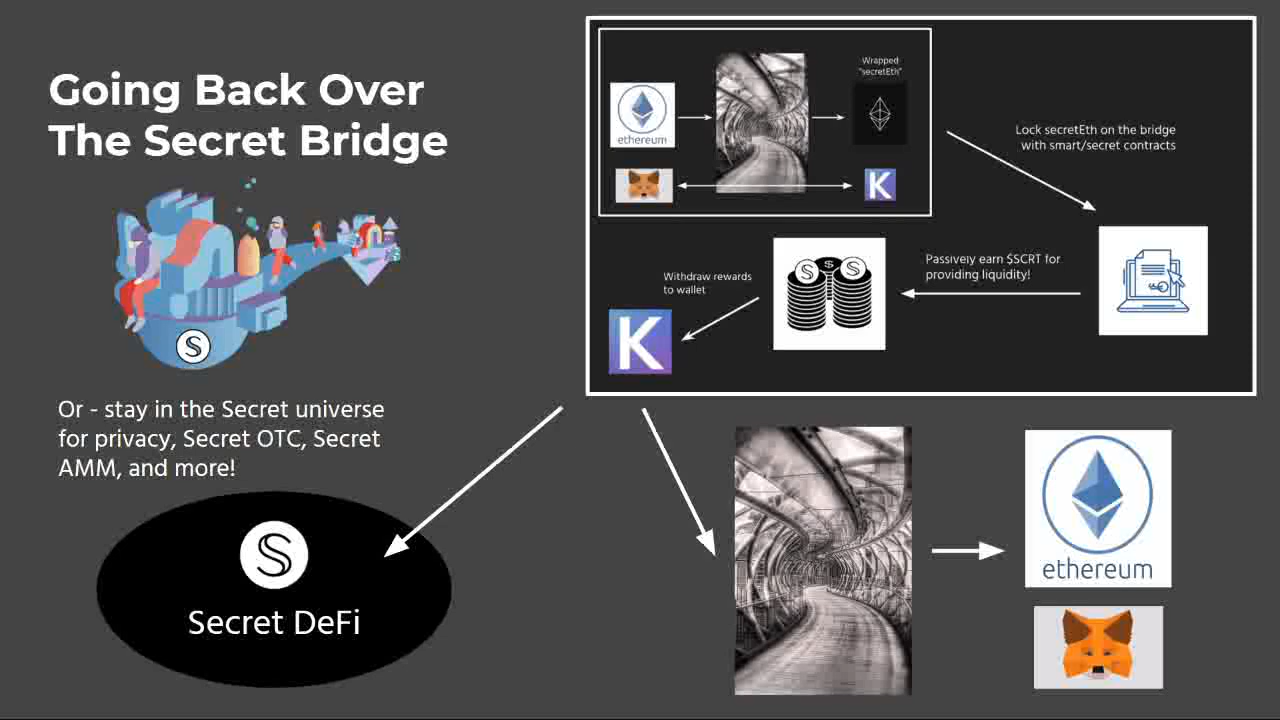 Going Back Over
The Secret Bridge
Or - stay in the Secret universe
for privacy, Secret OTC, Secret
AMM, and more!
S
Secret DeFi
ethereum
Wrapped
"secretEth"
K
Lock secretEth on the bridge
with smart/secret contracts
Passively earn $SCRT for
providing liquidity!
Withdraw rewards
to wallet
K
ethereum